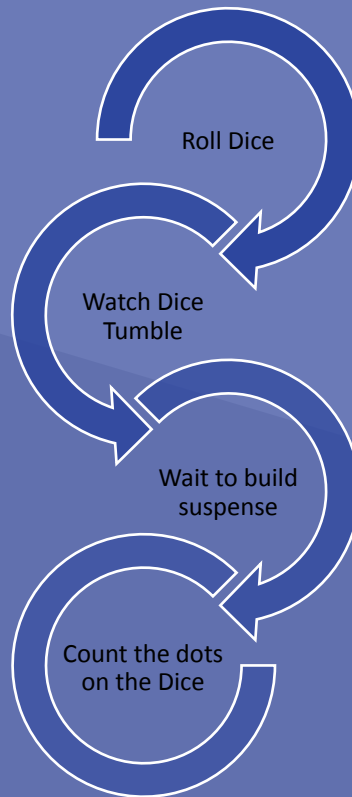 Roll Dice
Watch Dice
Tumble
Wait to build
suspense
Count the dots
on the Dice